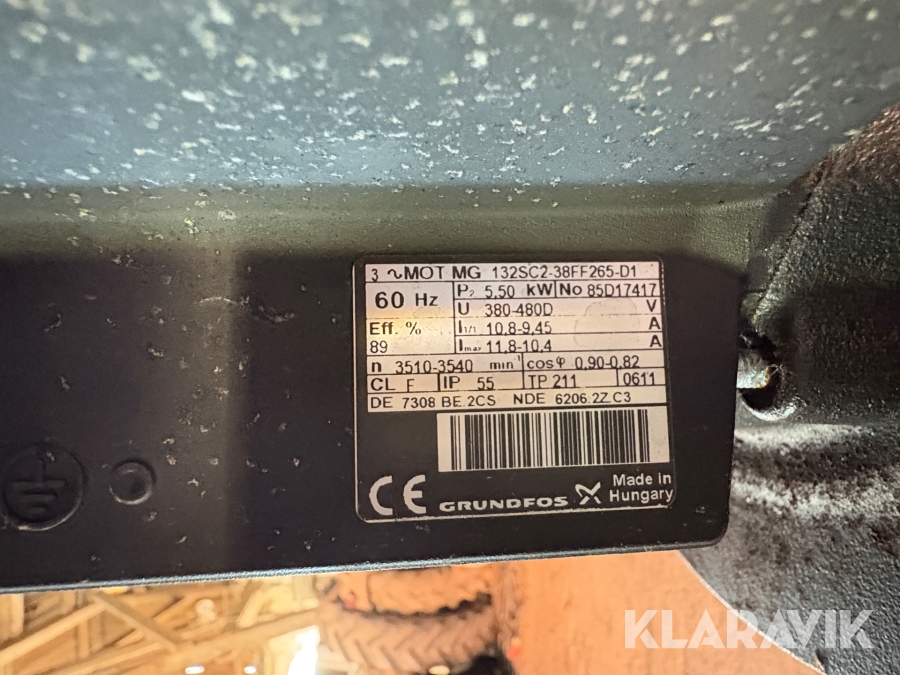 3 ~ MOT MG 132SC2-38FF265-D1
60 Hz P₂ 5,50 kW No 85D17417
U 380-480D V
Eff. % I₁/₁ 10,8-9,45 A
89 Imax 11,8-10,4 A
n 3510-3540 min⁻¹ cosφ 0,90-0,82
CL F IP 55 TP 211 0611
DE 7308 BE.2CS NDE 6206.2Z.C3
CE GRUNDFOS Made in
Hungary
KLARAVIK